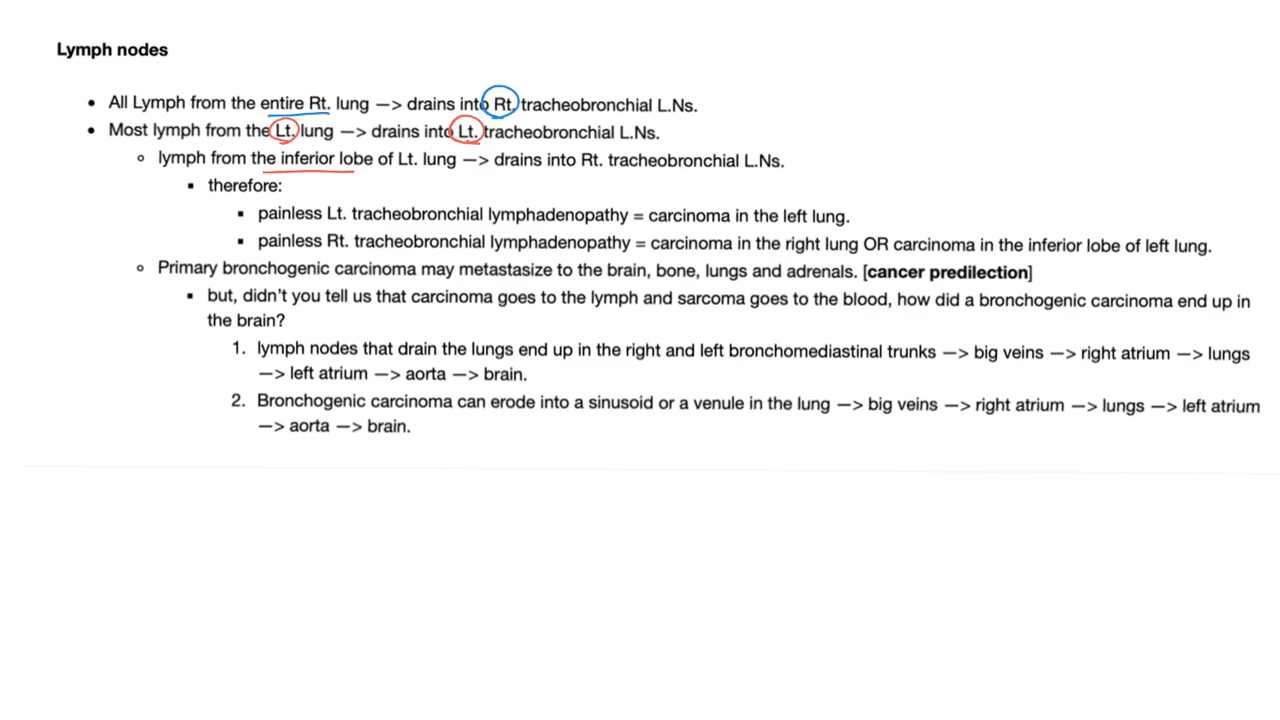 Lymph nodes
• All Lymph from the entire Rt. lung —> drains into Rt. tracheobronchial L.Ns.
• Most lymph from the Lt. lung —> drains into Lt. tracheobronchial L.Ns.
◦ lymph from the inferior lobe of Lt. lung —> drains into Rt. tracheobronchial L.Ns.
▪ therefore:
▪ painless Lt. tracheobronchial lymphadenopathy = carcinoma in the left lung.
▪ painless Rt. tracheobronchial lymphadenopathy = carcinoma in the right lung OR carcinoma in the inferior lobe of left lung.
◦ Primary bronchogenic carcinoma may metastasize to the brain, bone, lungs and adrenals. [cancer predilection]
▪ but, didn't you tell us that carcinoma goes to the lymph and sarcoma goes to the blood, how did a bronchogenic carcinoma end up in
the brain?
1. lymph nodes that drain the lungs end up in the right and left bronchomediastinal trunks —> big veins —> right atrium —> lungs
—> left atrium —> aorta —> brain.
2. Bronchogenic carcinoma can erode into a sinusoid or a venule in the lung —> big veins —> right atrium —> lungs —> left atrium
—> aorta —> brain.